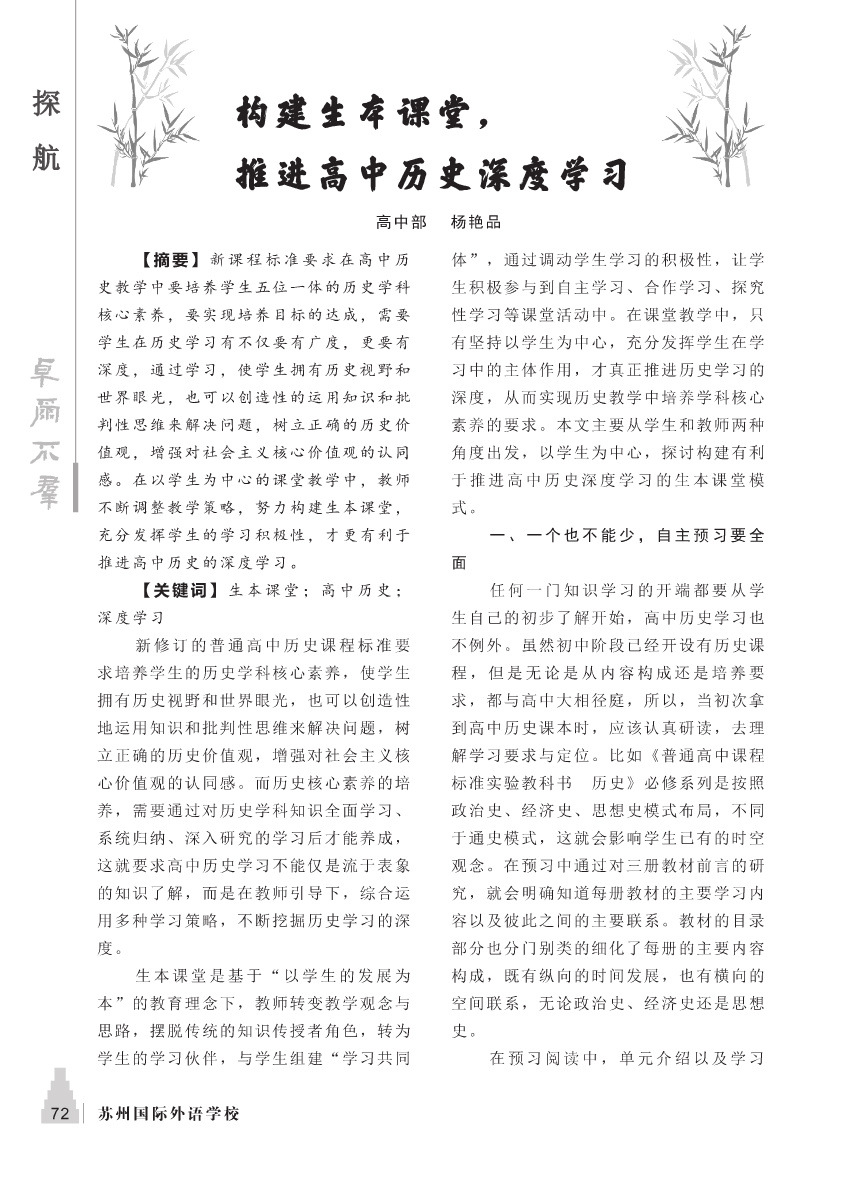 探
航
卓尔不群
构建生本课堂，
推进高中历史深度学习
高中部 杨艳品
【摘要】新课程标准要求在高中历
史教学中要培养学生五位一体的历史学科
核心素养，要实现培养目标的达成，需要
学生在历史学习有不仅要有广度，更要有
深度，通过学习，使学生拥有历史视野和
世界眼光，也可以创造性的运用知识和批
判性思维来解决问题，树立正确的历史价
值观，增强对社会主义核心价值观的认同
感。在以学生为中心的课堂教学中，教师
不断调整教学策略，努力构建生本课堂，
充分发挥学生的学习积极性，才更有利于
推进高中历史的深度学习。
【关键词】生本课堂；高中历史；
深度学习
新修订的普通高中历史课程标准要
求培养学生的历史学科核心素养，使学生
拥有历史视野和世界眼光，也可以创造性
地运用知识和批判性思维来解决问题，树
立正确的历史价值观，增强对社会主义核
心价值观的认同感。而历史核心素养的培
养，需要通过对历史学科知识全面学习、
系统归纳、深入研究的学习后才能养成，
这就要求高中历史学习不能仅是流于表象
的知识了解，而是在教师引导下，综合运
用多种学习策略，不断挖掘历史学习的深
度。
生本课堂是基于“以学生的发展为
本”的教育理念下，教师转变教学观念与
思路，摆脱传统的知识传授者角色，转为
学生的学习伙伴，与学生组建“学习共同
体”，通过调动学生学习的积极性，让学
生积极参与到自主学习、合作学习、探究
性学习等课堂活动中。在课堂教学中，只
有坚持以学生为中心，充分发挥学生在学
习中的主体作用，才真正推进历史学习的
深度，从而实现历史教学中培养学科核心
素养的要求。本文主要从学生和教师两种
角度出发，以学生为中心，探讨构建有利
于推进高中历史深度学习的生本课堂模
式。
一、一个也不能少，自主预习要全
面
任何一门知识学习的开端都要从学
生自己的初步了解开始，高中历史学习也
不例外。虽然初中阶段已经开设有历史课
程，但是无论是从内容构成还是培养要
求，都与高中大相径庭，所以，当初次拿
到高中历史课本时，应该认真研读，去理
解学习要求与定位。比如《普通高中课程
标准实验教科书　历史》必修系列是按照
政治史、经济史、思想史模式布局，不同
于通史模式，这就会影响学生已有的时空
观念。在预习中通过对三册教材前言的研
究，就会明确知道每册教材的主要学习内
容以及彼此之间的主要联系。教材的目录
部分也分门别类的细化了每册的主要内容
构成，既有纵向的时间发展，也有横向的
空间联系，无论政治史、经济史还是思想
史。
在预习阅读中，单元介绍以及学习
72 苏州国际外语学校